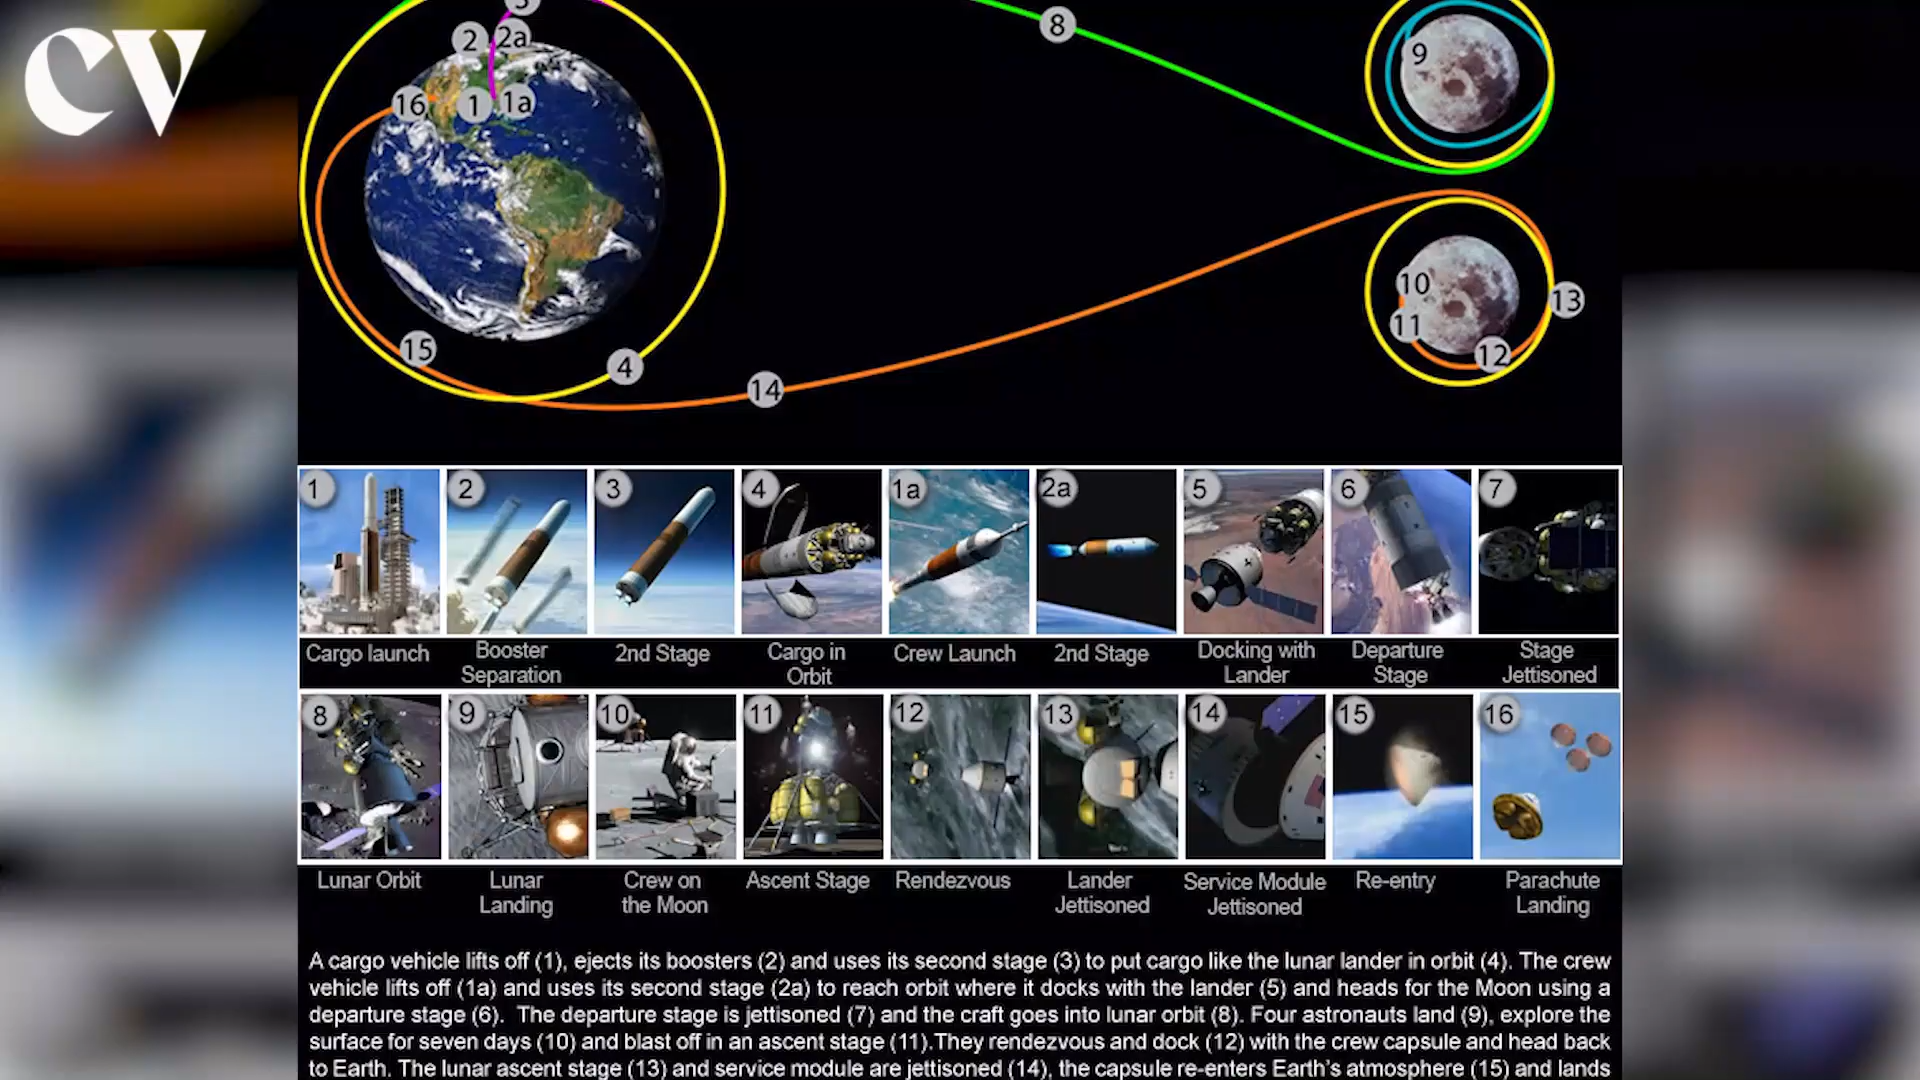 CV
3
2 2a
8
9
16 1 1a
10
13
11
12
15
4
14
1 2 3 4 1a 2a 5 6 7
Cargo launch
Booster
Separation
2nd Stage
Cargo in
Orbit
Crew Launch
2nd Stage
Docking with
Lander
Departure
Stage
Stage
Jettisoned
8 9 10 11 12 13 14 15 16
Lunar Orbit
Lunar
Landing
Crew on
the Moon
Ascent Stage
Rendezvous
Lander
Jettisoned
Service Module
Jettisoned
Re-entry
Parachute
Landing
A cargo vehicle lifts off (1), ejects its boosters (2) and uses its second stage (3) to put cargo like the lunar lander in orbit (4). The crew
vehicle lifts off (1a) and uses its second stage (2a) to reach orbit where it docks with the lander (5) and heads for the Moon using a
departure stage (6). The departure stage is jettisoned (7) and the craft goes into lunar orbit (8). Four astronauts land (9), explore the
surface for seven days (10) and blast off in an ascent stage (11).They rendezvous and dock (12) with the crew capsule and head back
to Earth. The lunar ascent stage (13) and service module are jettisoned (14), the capsule re-enters Earth's atmosphere (15) and lands